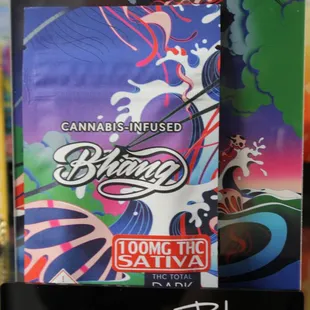 CANNABIS-INFUSED
Bhang
100MG THC
SATIVA
THC TOTAL
DARK